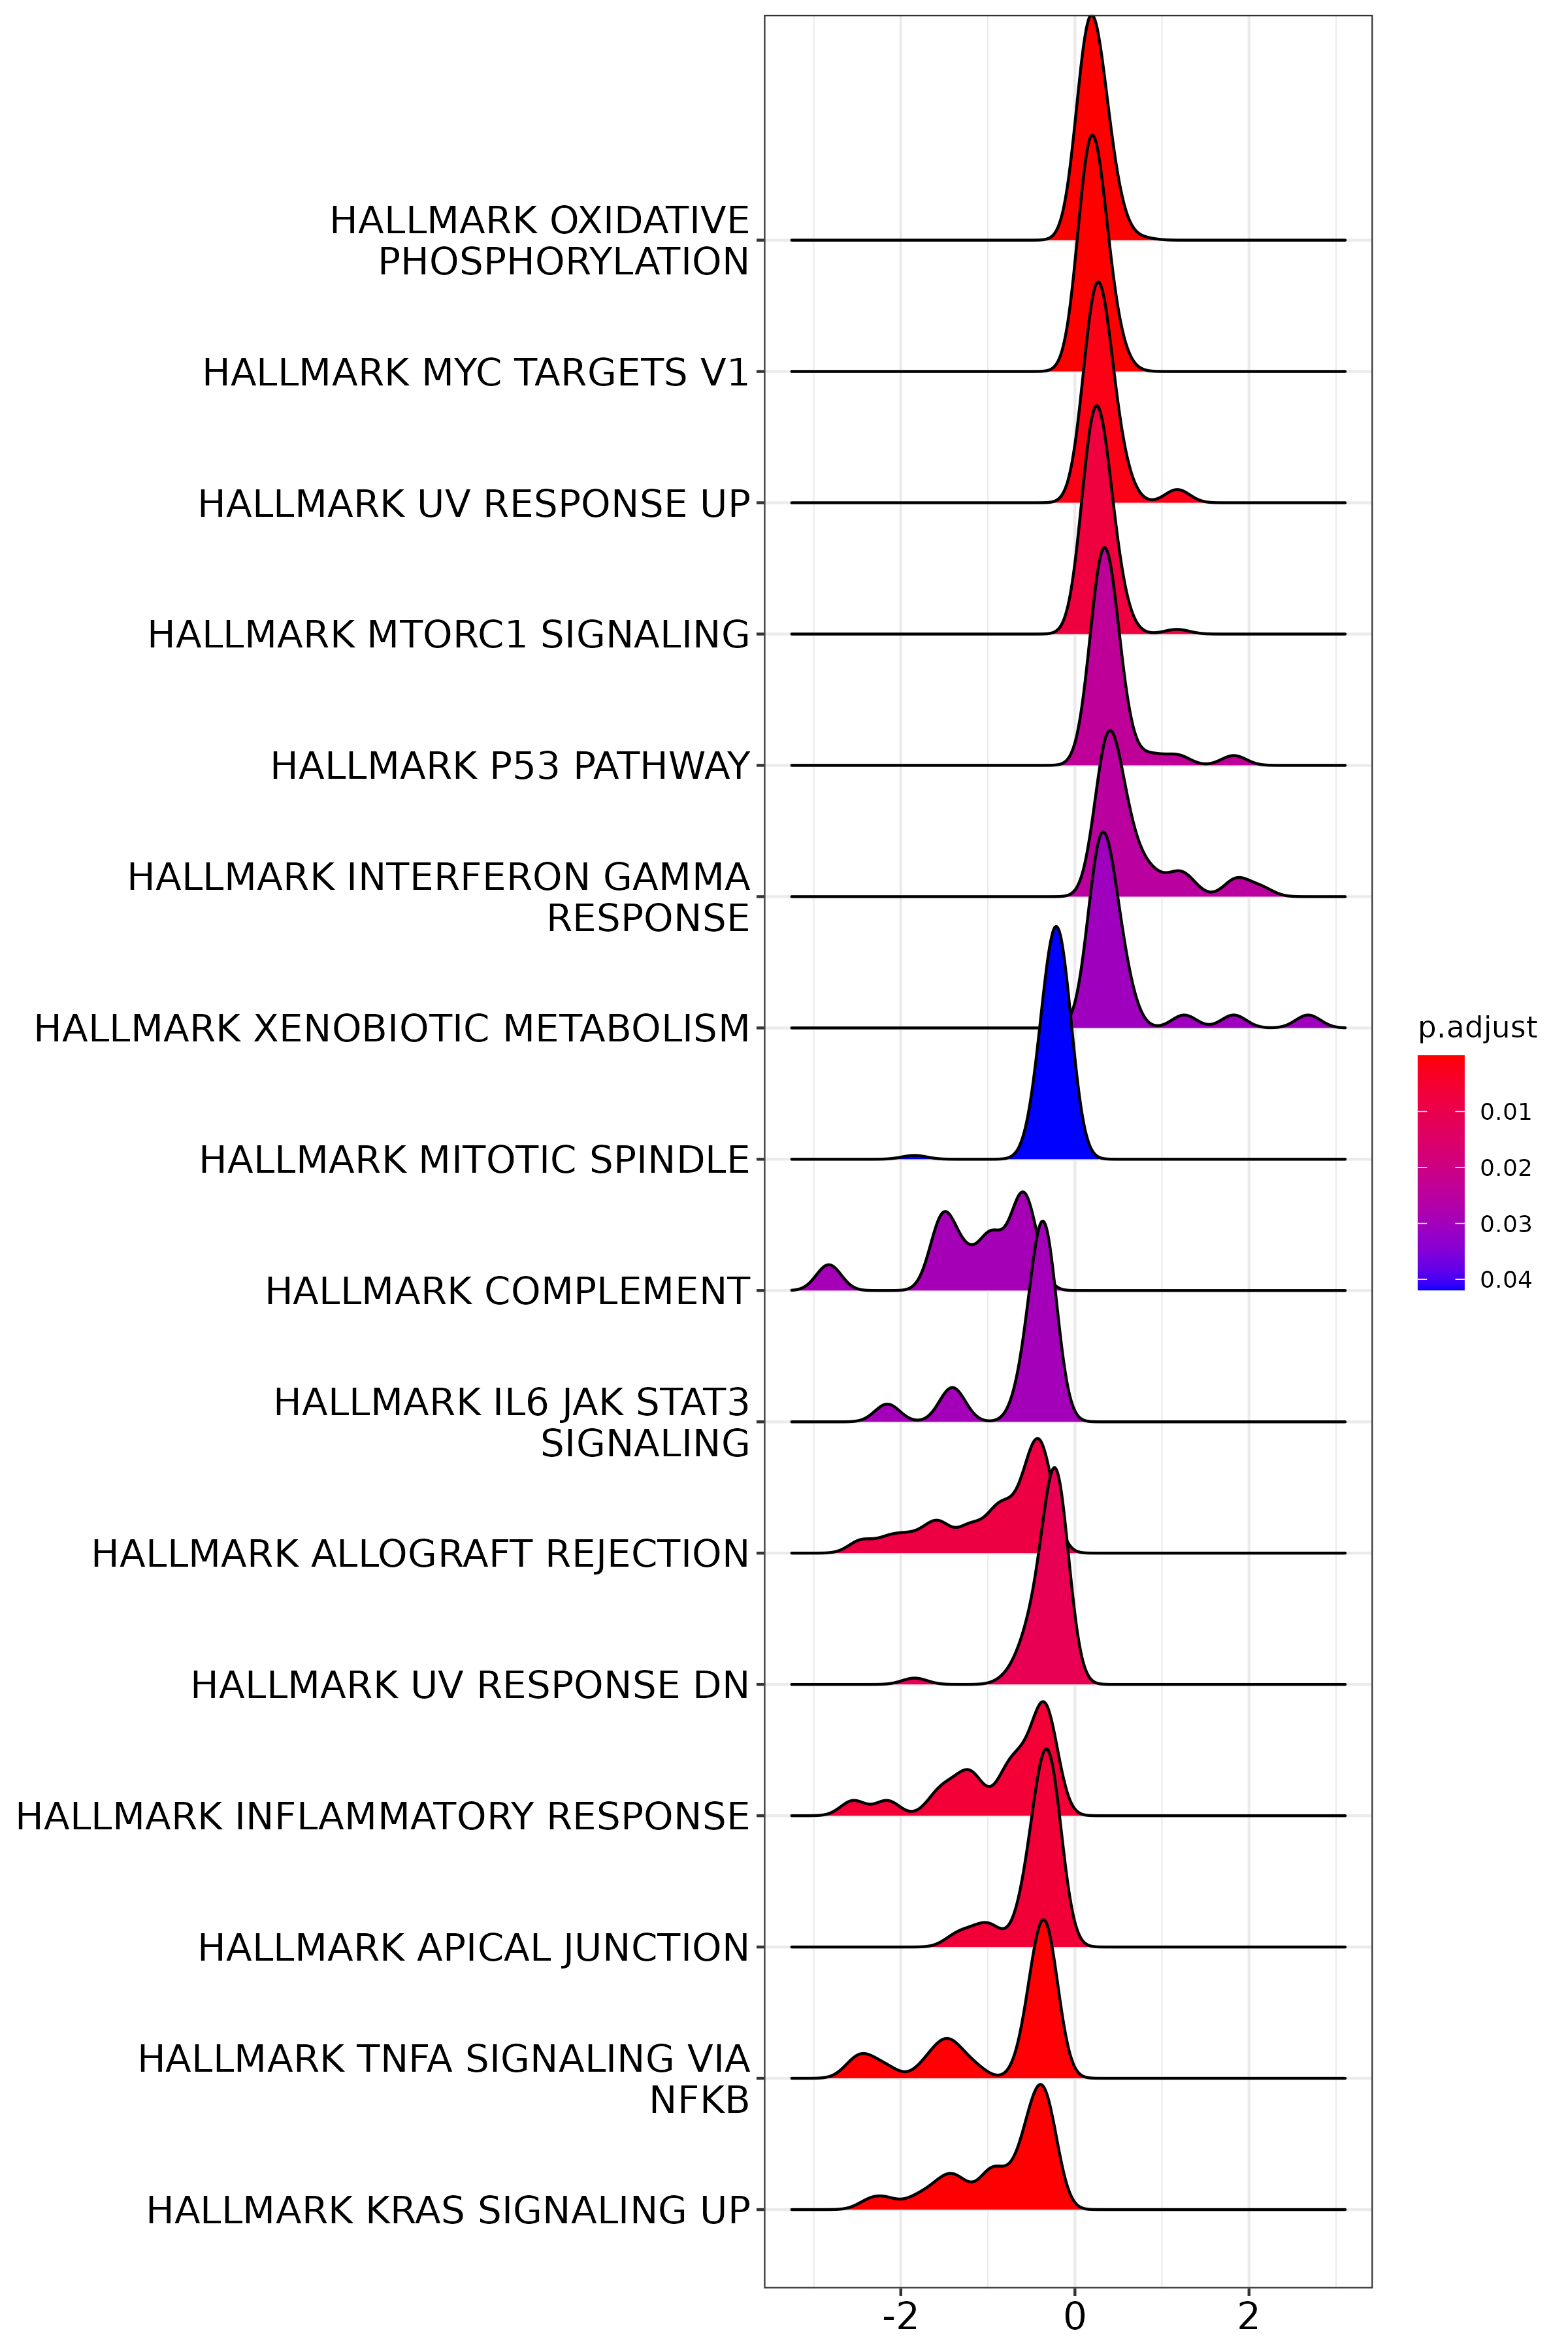 HALLMARK OXIDATIVE
PHOSPHORYLATION
HALLMARK MYC TARGETS V1
HALLMARK UV RESPONSE UP
HALLMARK MTORC1 SIGNALING
HALLMARK P53 PATHWAY
HALLMARK INTERFERON GAMMA
RESPONSE
HALLMARK XENOBIOTIC METABOLISM
HALLMARK MITOTIC SPINDLE
HALLMARK COMPLEMENT
HALLMARK IL6 JAK STAT3
SIGNALING
HALLMARK ALLOGRAFT REJECTION
HALLMARK UV RESPONSE DN
HALLMARK INFLAMMATORY RESPONSE
HALLMARK APICAL JUNCTION
HALLMARK TNFA SIGNALING VIA
NFKB
HALLMARK KRAS SIGNALING UP
-2 0 2
p.adjust
0.01
0.02
0.03
0.04